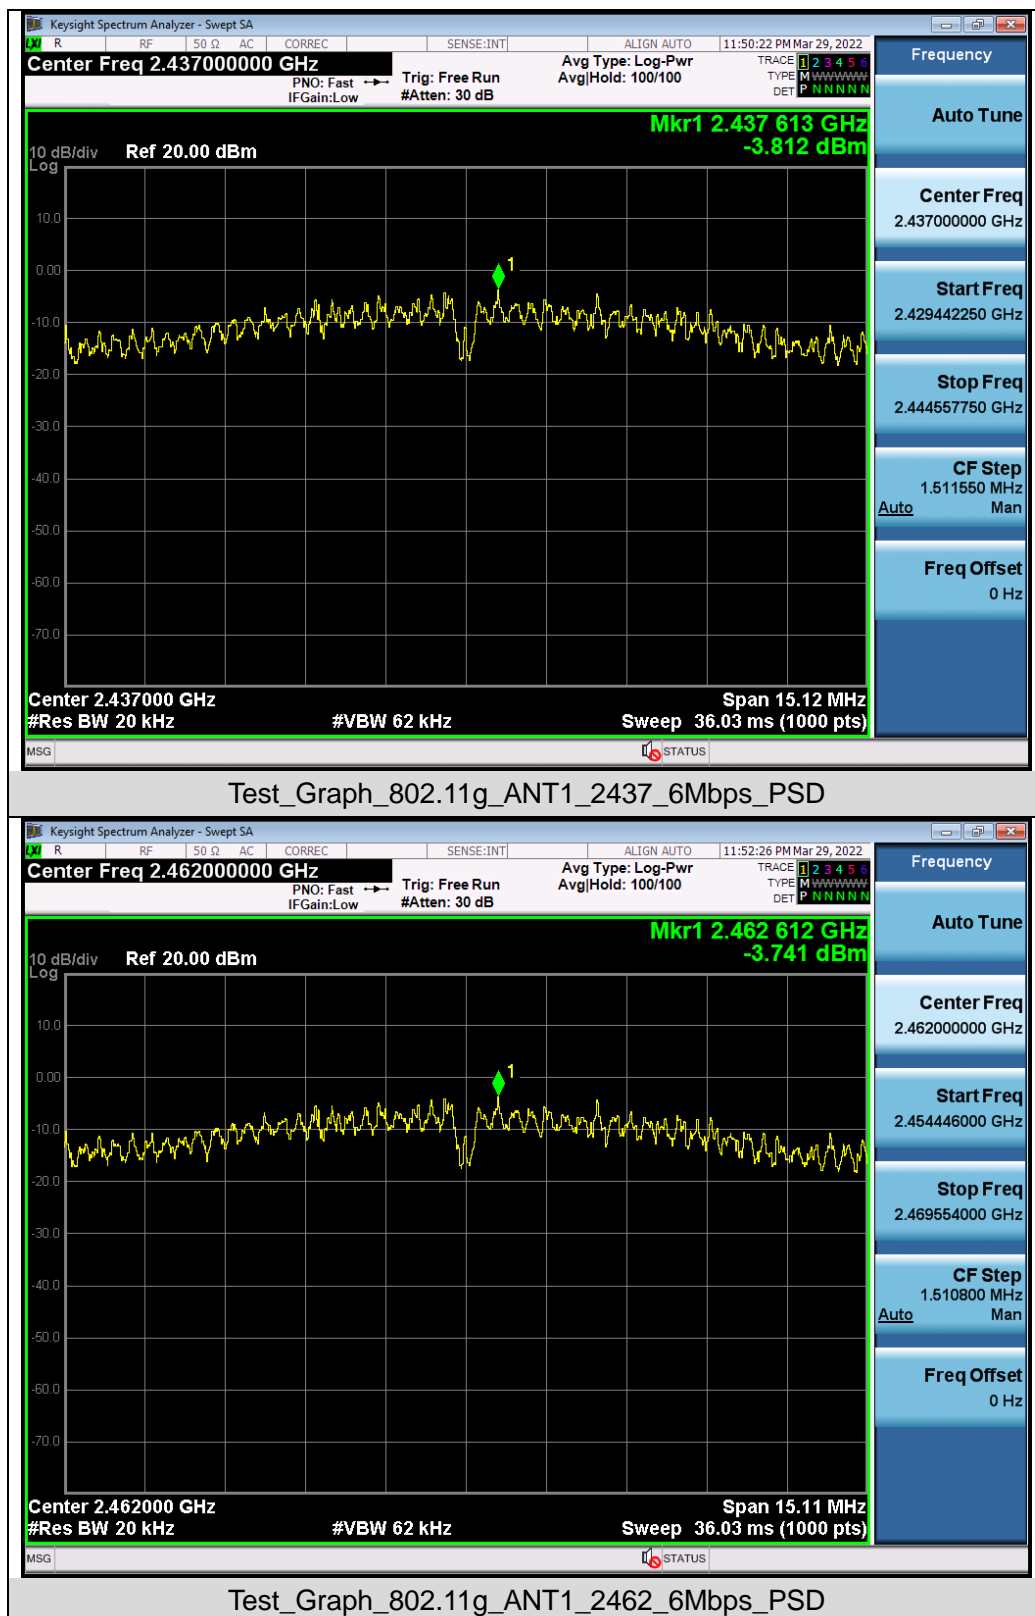 Keysight Spectrum Analyzer - Swept SA
LXI R RF 50 Ω AC CORREC SENSE:INT ALIGN AUTO 11:50:22 PM Mar 29, 2022
Center Freq 2.437000000 GHz
PNO: Fast
IFGain:Low
Trig: Free Run
#Atten: 30 dB
Avg Type: Log-Pwr
Avg|Hold: 100/100
TRACE 1 2 3 4 5 6
TYPE M WWWWW
DET P N N N N N
Mkr1 2.437 613 GHz
-3.812 dBm
10 dB/div
Log
Ref 20.00 dBm
10.0
0.00
-10.0
-20.0
-30.0
-40.0
-50.0
-60.0
-70.0
1
Center 2.437000 GHz
Span 15.12 MHz
#Res BW 20 kHz
#VBW 62 kHz
Sweep 36.03 ms (1000 pts)
MSG
STATUS
Frequency
Auto Tune
Center Freq
2.437000000 GHz
Start Freq
2.429442250 GHz
Stop Freq
2.444557750 GHz
CF Step
1.511550 MHz
Auto Man
Freq Offset
0 Hz
Test_Graph_802.11g_ANT1_2437_6Mbps_PSD
Keysight Spectrum Analyzer - Swept SA
LXI R RF 50 Ω AC CORREC SENSE:INT ALIGN AUTO 11:52:26 PM Mar 29, 2022
Center Freq 2.462000000 GHz
PNO: Fast
IFGain:Low
Trig: Free Run
#Atten: 30 dB
Avg Type: Log-Pwr
Avg|Hold: 100/100
TRACE 1 2 3 4 5 6
TYPE M WWWWW
DET P N N N N N
Mkr1 2.462 612 GHz
-3.741 dBm
10 dB/div
Log
Ref 20.00 dBm
10.0
0.00
-10.0
-20.0
-30.0
-40.0
-50.0
-60.0
-70.0
1
Center 2.462000 GHz
Span 15.11 MHz
#Res BW 20 kHz
#VBW 62 kHz
Sweep 36.03 ms (1000 pts)
MSG
STATUS
Frequency
Auto Tune
Center Freq
2.462000000 GHz
Start Freq
2.454446000 GHz
Stop Freq
2.469554000 GHz
CF Step
1.510800 MHz
Auto Man
Freq Offset
0 Hz
Test_Graph_802.11g_ANT1_2462_6Mbps_PSD